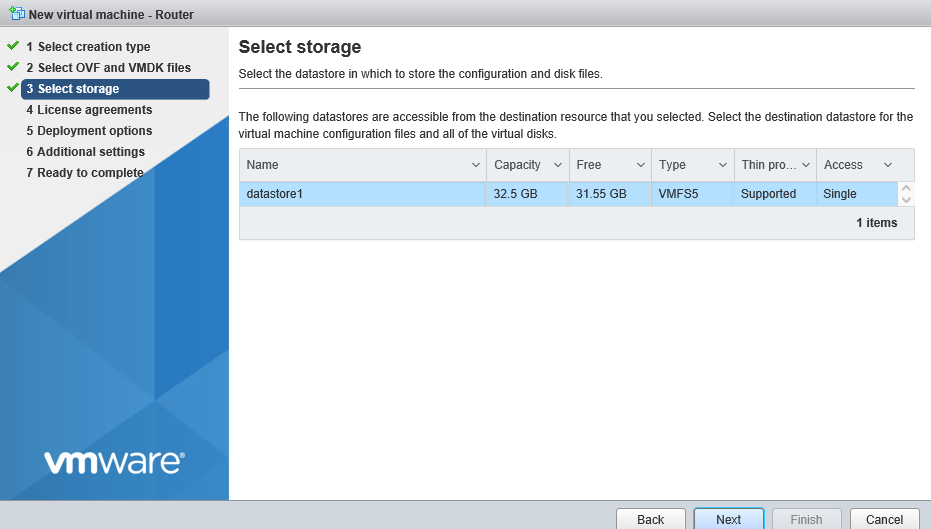 New virtual machine - Router
1 Select creation type
2 Select OVF and VMDK files
3 Select storage
4 License agreements
5 Deployment options
6 Additional settings
7 Ready to complete
vmware®
Select storage
Select the datastore in which to store the configuration and disk files.
The following datastores are accessible from the destination resource that you selected. Select the destination datastore for the
virtual machine configuration files and all of the virtual disks.
Name Capacity Free Type Thin pro... Access
datastore1 32.5 GB 31.55 GB VMFS5 Supported Single
1 items
Back Next Finish Cancel